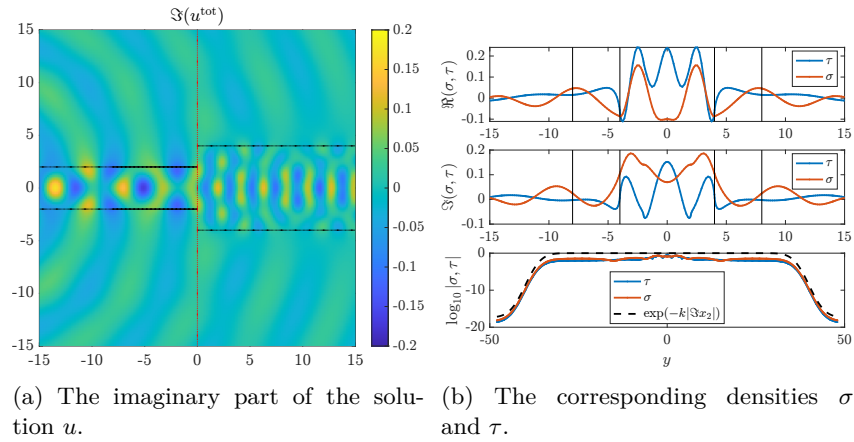 ℑ(u^tot)
15
10
5
0
-5
-10
-15
-15 -10 -5 0 5 10 15
0.2
0.15
0.1
0.05
0
-0.05
-0.1
-0.15
-0.2
(a) The imaginary part of the solu-
tion u.
ℜ(σ, τ)
0.2
0.1
0
-0.1
τ
σ
-15 -10 -5 0 5 10 15
ℑ(σ, τ)
0.2
0.1
0
0.1
τ
σ
-15 -10 -5 0 5 10 15
log₁₀ |σ, τ|
0
-10
-20
τ
σ
exp(−k|ℑx₂|)
-50 0 50
y
(b) The corresponding densities σ
and τ.